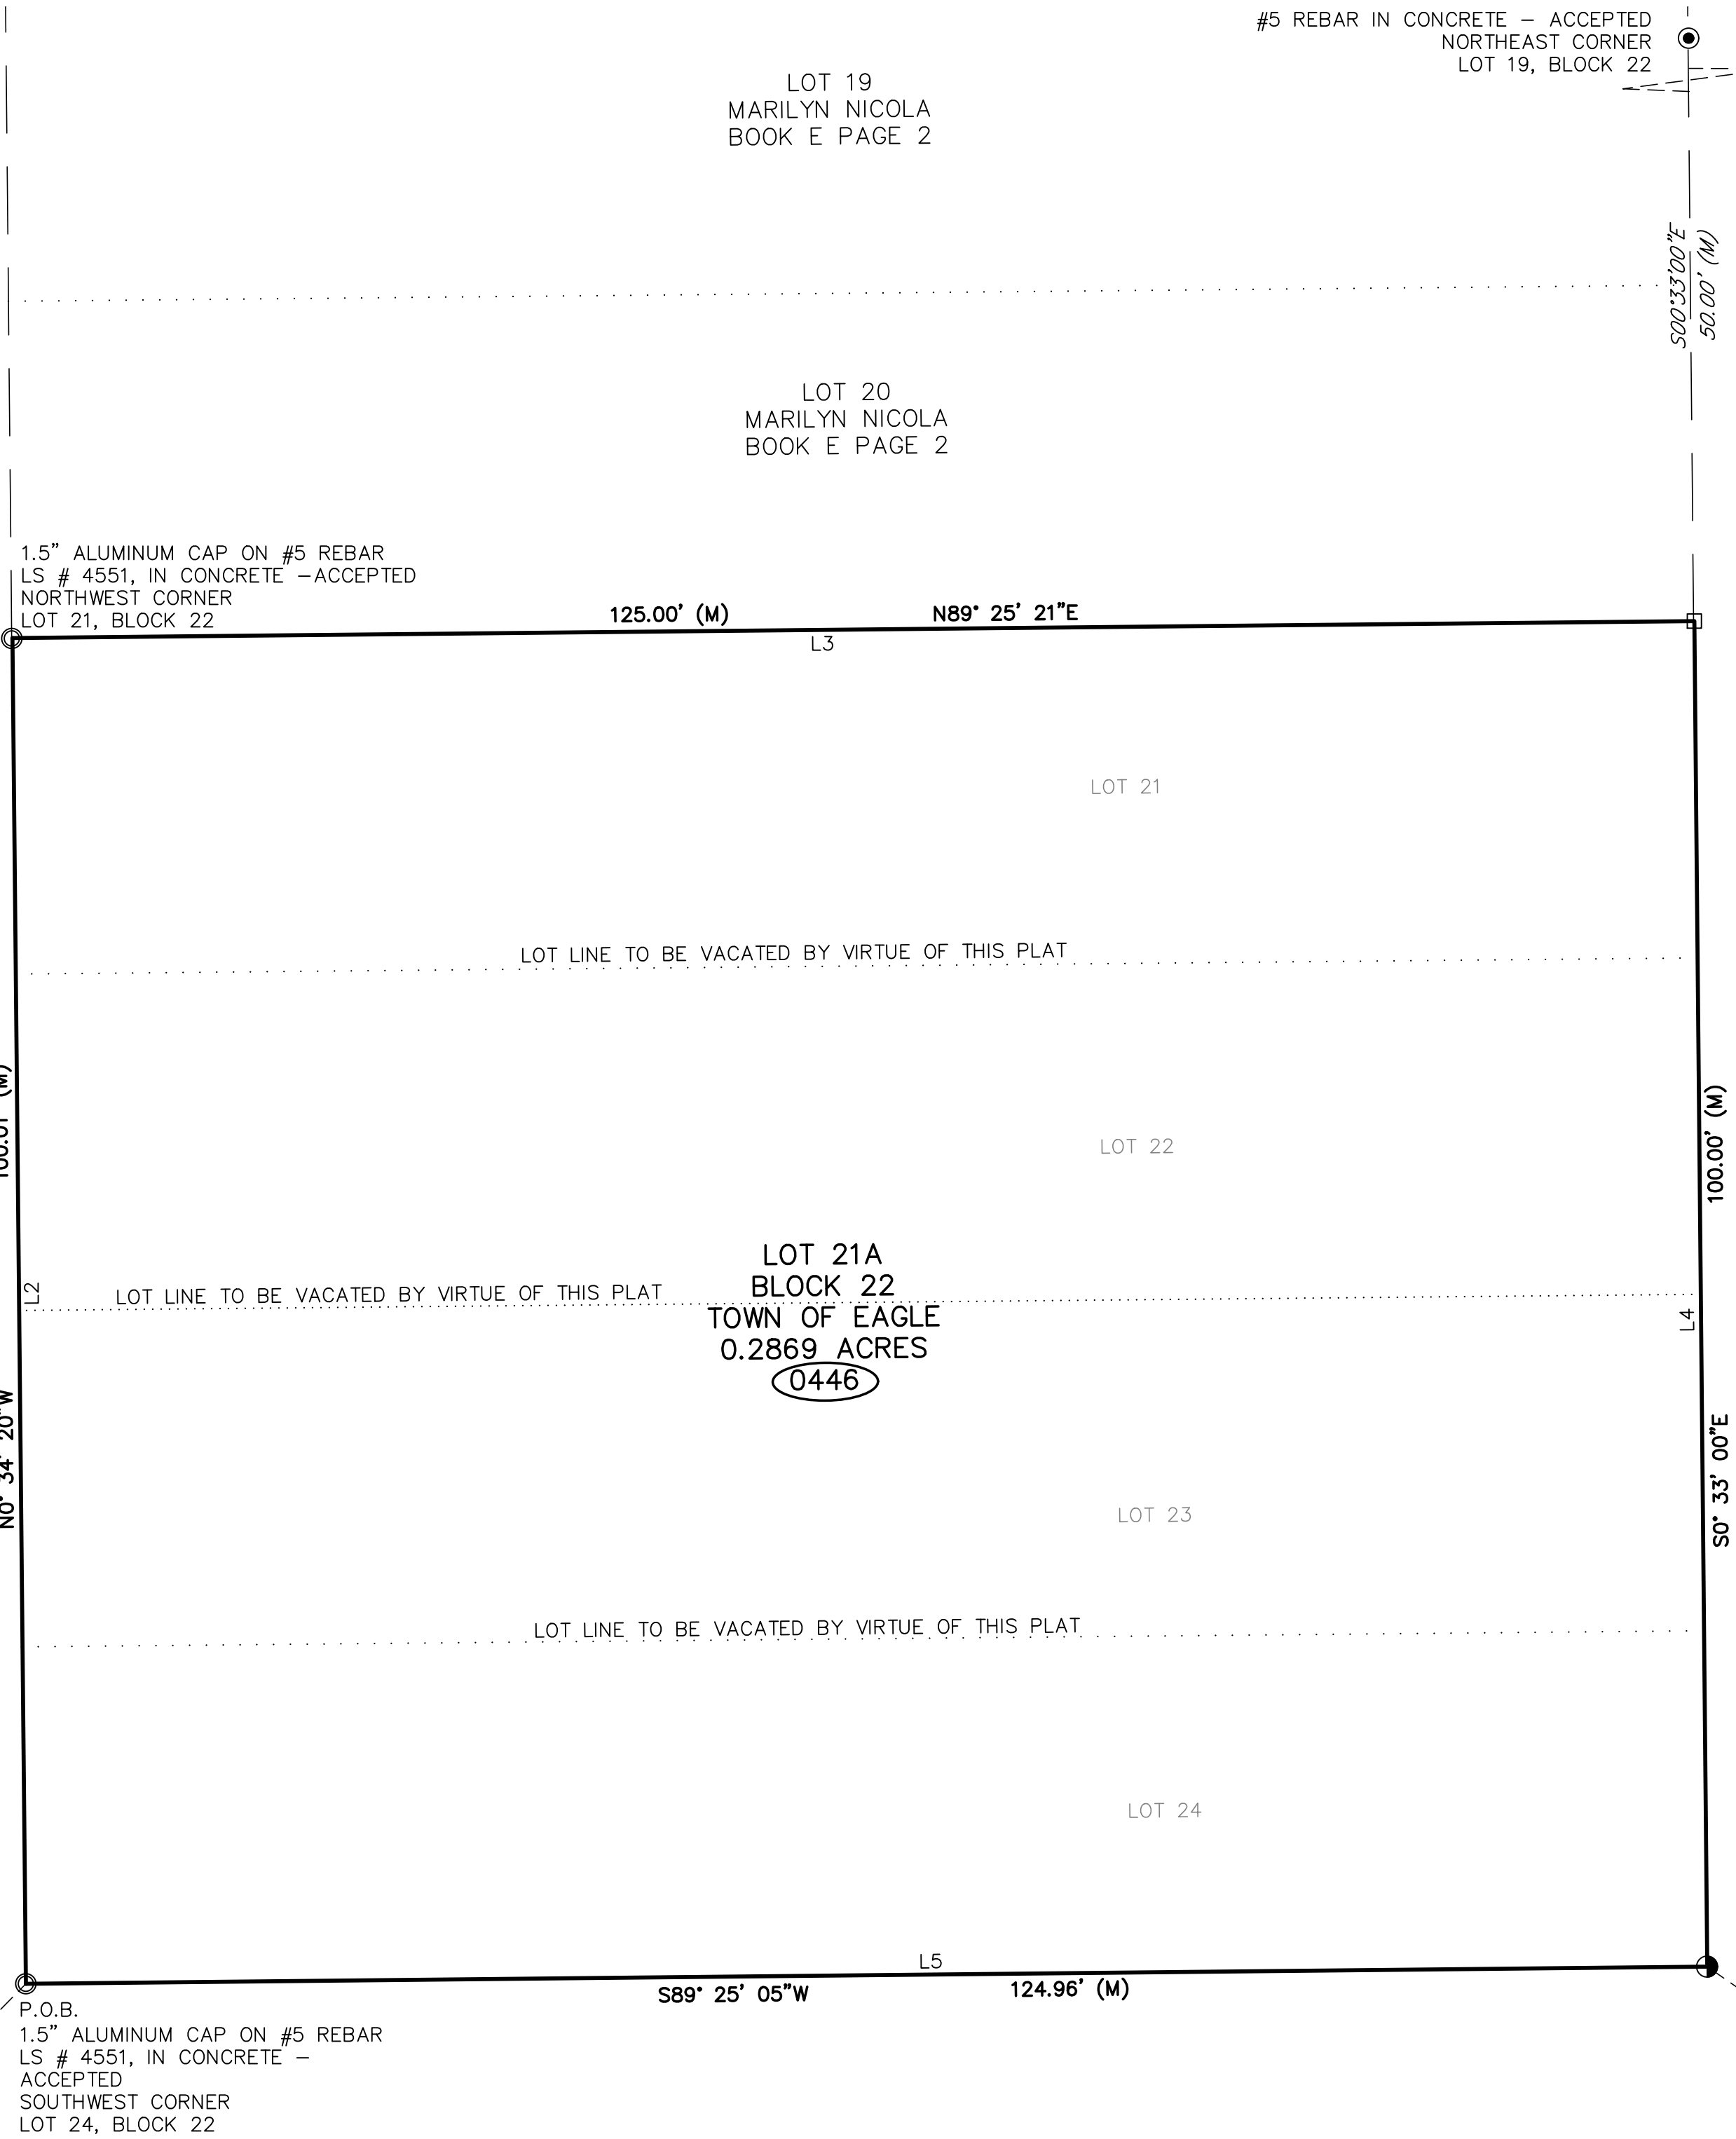 #5 REBAR IN CONCRETE – ACCEPTED
NORTHEAST CORNER
LOT 19, BLOCK 22
LOT 19
MARILYN NICOLA
BOOK E PAGE 2
S00°33'00"E
50.00' (M)
LOT 20
MARILYN NICOLA
BOOK E PAGE 2
1.5" ALUMINUM CAP ON #5 REBAR
LS # 4551, IN CONCRETE –ACCEPTED
NORTHWEST CORNER
LOT 21, BLOCK 22
125.00' (M) N89° 25' 21"E
L3
LOT 21
LOT LINE TO BE VACATED BY VIRTUE OF THIS PLAT
100.01' (M)
100.00' (M)
LOT 22
LOT 21A
BLOCK 22
TOWN OF EAGLE
0.2869 ACRES
0446
L2
LOT LINE TO BE VACATED BY VIRTUE OF THIS PLAT
L4
N0° 34' 20"W
S0° 33' 00"E
LOT 23
LOT LINE TO BE VACATED BY VIRTUE OF THIS PLAT
LOT 24
L5
S89° 25' 05"W 124.96' (M)
P.O.B.
1.5" ALUMINUM CAP ON #5 REBAR
LS # 4551, IN CONCRETE –
ACCEPTED
SOUTHWEST CORNER
LOT 24, BLOCK 22